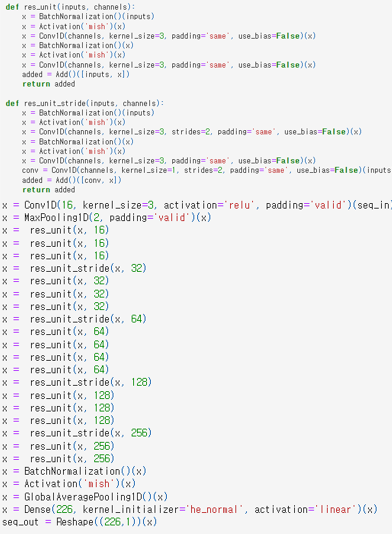 def res_unit(inputs, channels):
    x = BatchNormalization()(inputs)
    x = Activation('mish')(x)
    x = Conv1D(channels, kernel_size=3, padding='same', use_bias=False)(x)
    x = BatchNormalization()(x)
    x = Activation('mish')(x)
    x = Conv1D(channels, kernel_size=3, padding='same', use_bias=False)(x)
    added = Add()([inputs, x])
    return added
def res_unit_stride(inputs, channels):
    x = BatchNormalization()(inputs)
    x = Activation('mish')(x)
    x = Conv1D(channels, kernel_size=3, strides=2, padding='same', use_bias=False)(x)
    x = BatchNormalization()(x)
    x = Activation('mish')(x)
    x = Conv1D(channels, kernel_size=3, padding='same', use_bias=False)(x)
    conv = Conv1D(channels, kernel_size=1, strides=2, padding='same', use_bias=False)(inputs
    added = Add()([conv, x])
    return added
x = Conv1D(16, kernel_size=3, activation='relu', padding='valid')(seq_in)
x = MaxPooling1D(2, padding='valid')(x)
x =  res_unit(x, 16)
x =  res_unit(x, 16)
x =  res_unit(x, 16)
x =  res_unit_stride(x, 32)
x =  res_unit(x, 32)
x =  res_unit(x, 32)
x =  res_unit(x, 32)
x =  res_unit_stride(x, 64)
x =  res_unit(x, 64)
x =  res_unit(x, 64)
x =  res_unit(x, 64)
x =  res_unit(x, 64)
x =  res_unit_stride(x, 128)
x =  res_unit(x, 128)
x =  res_unit(x, 128)
x =  res_unit(x, 128)
x =  res_unit_stride(x, 256)
x =  res_unit(x, 256)
x =  res_unit(x, 256)
x = BatchNormalization()(x)
x = Activation('mish')(x)
x = GlobalAveragePooling1D()(x)
x = Dense(226, kernel_initializer='he_normal', activation='linear')(x)
seq_out = Reshape((226,1))(x)